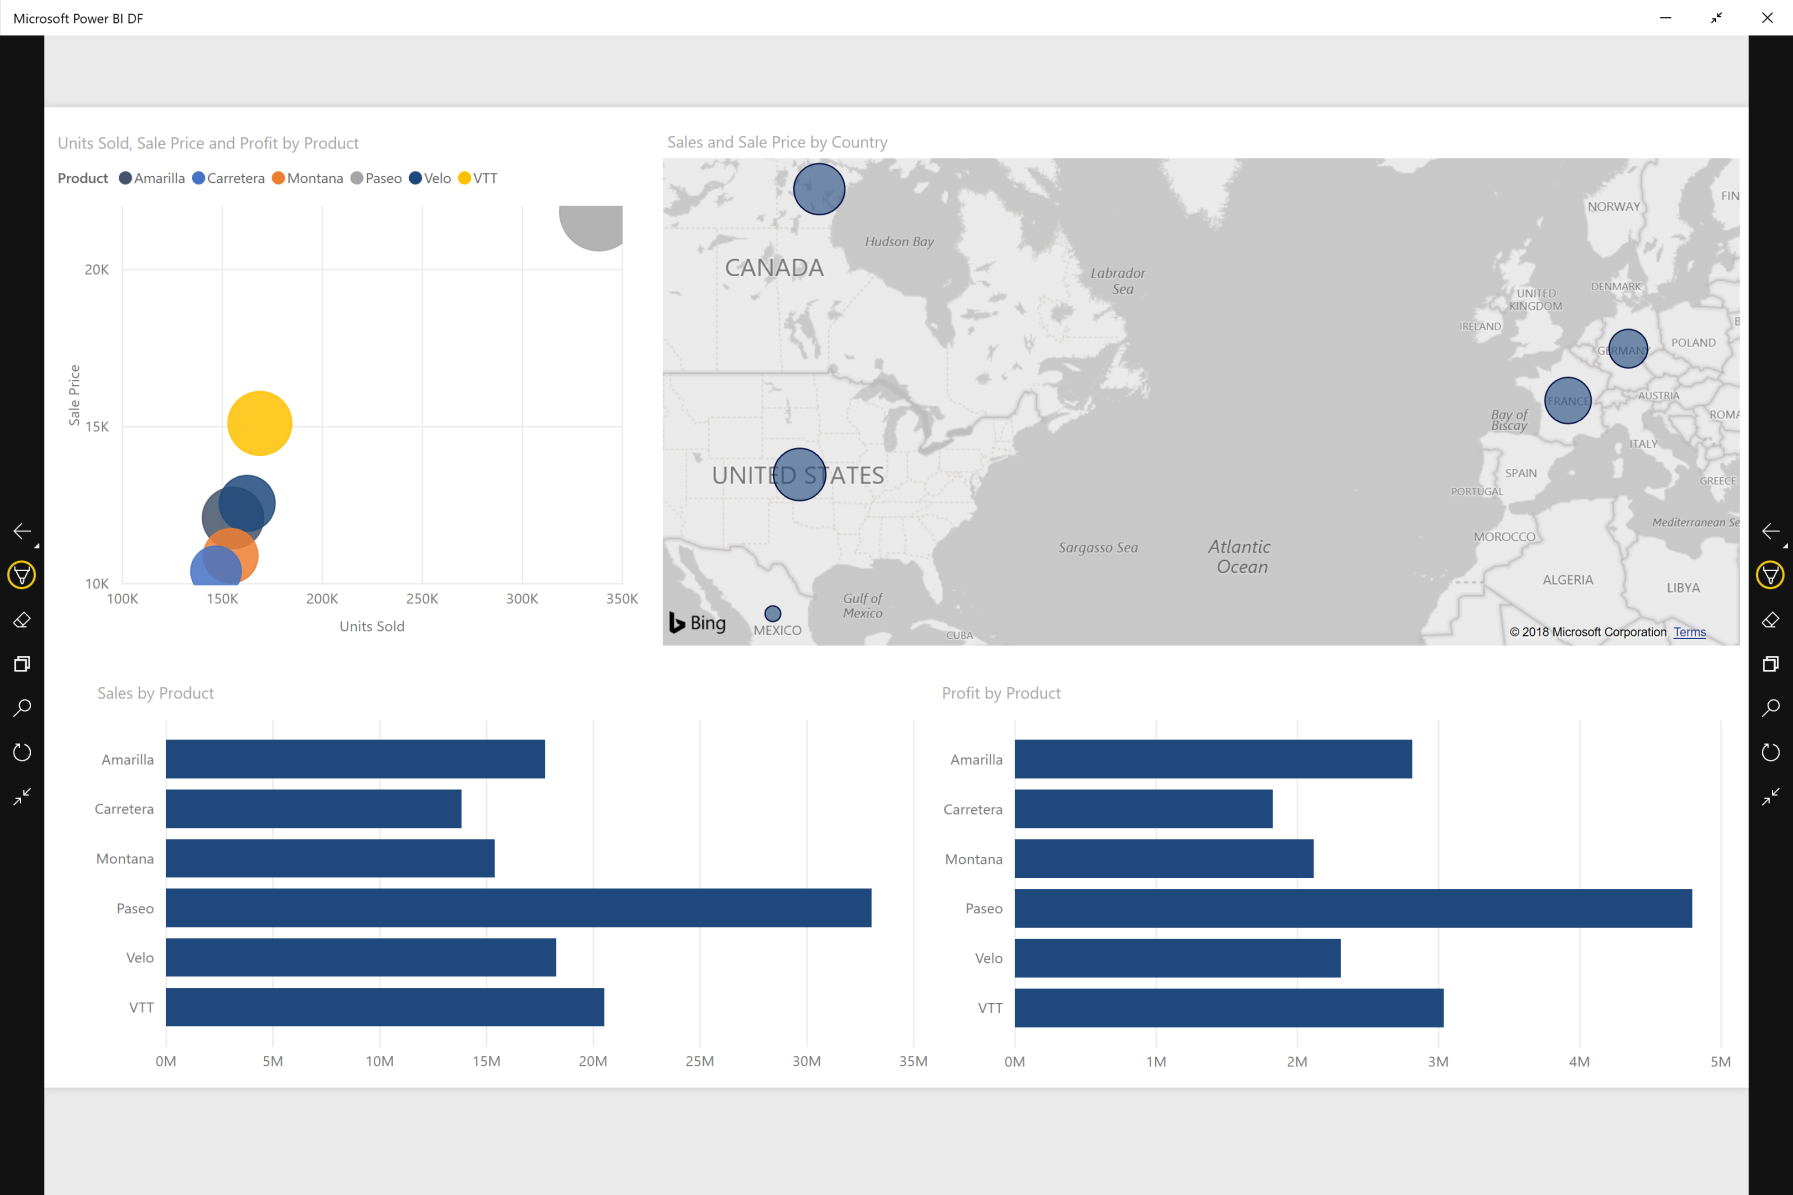 Microsoft Power BI DF
Units Sold, Sale Price and Profit by Product
Product Amarilla Carretera Montana Paseo Velo VTT
20K
15K
10K
Sale Price
100K 150K 200K 250K 300K 350K
Units Sold
Sales and Sale Price by Country
NORWAY
FIN
Hudson Bay
CANADA
Labrador
Sea
DENMARK
UNITED
KINGDOM
IRELAND
POLAND
GERMANY
B
FRANCE
AUSTRIA
Bay of
Biscay
ROMA
ITALY
UNITED STATES
SPAIN
GREECE
PORTUGAL
Mediterranean Se
MOROCCO
Sargasso Sea
Atlantic
Ocean
ALGERIA
LIBYA
Gulf of
Mexico
MEXICO
CUBA
Bing
© 2018 Microsoft Corporation Terms
Sales by Product
Amarilla
Carretera
Montana
Paseo
Velo
VTT
0M 5M 10M 15M 20M 25M 30M 35M
Profit by Product
Amarilla
Carretera
Montana
Paseo
Velo
VTT
0M 1M 2M 3M 4M 5M